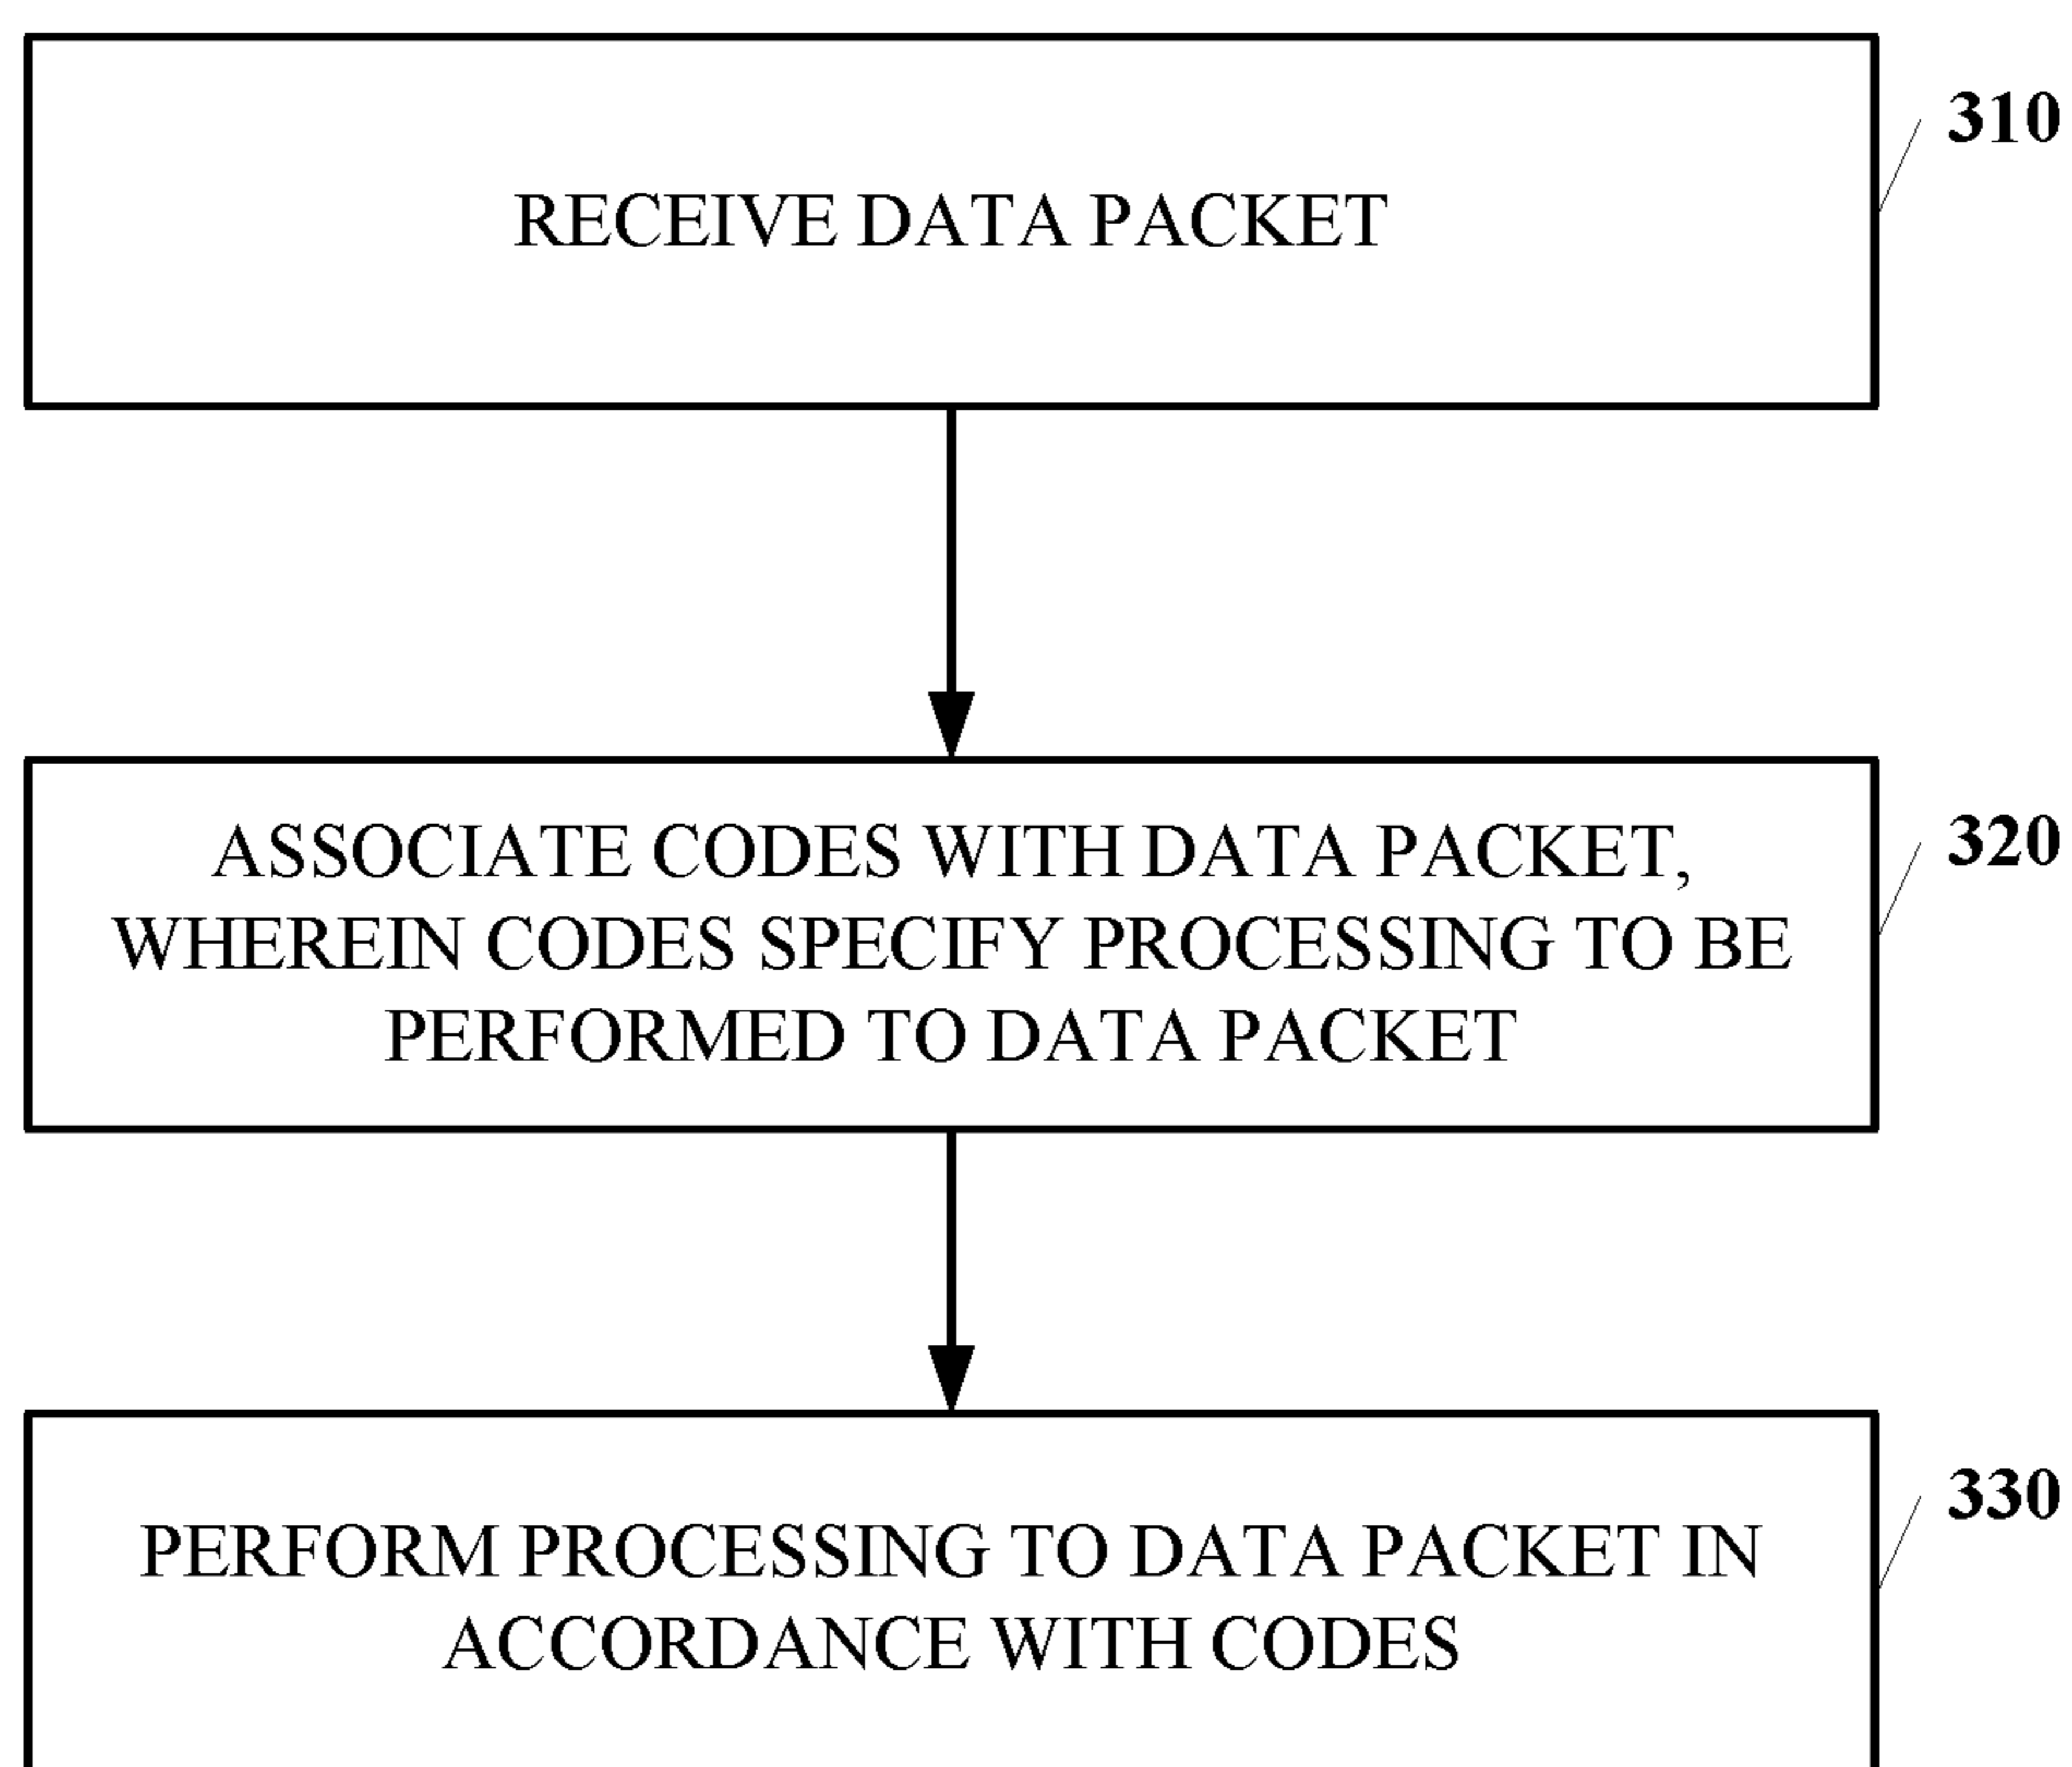 310
RECEIVE DATA PACKET
320
ASSOCIATE CODES WITH DATA PACKET,
WHEREIN CODES SPECIFY PROCESSING TO BE
PERFORMED TO DATA PACKET
330
PERFORM PROCESSING TO DATA PACKET IN
ACCORDANCE WITH CODES